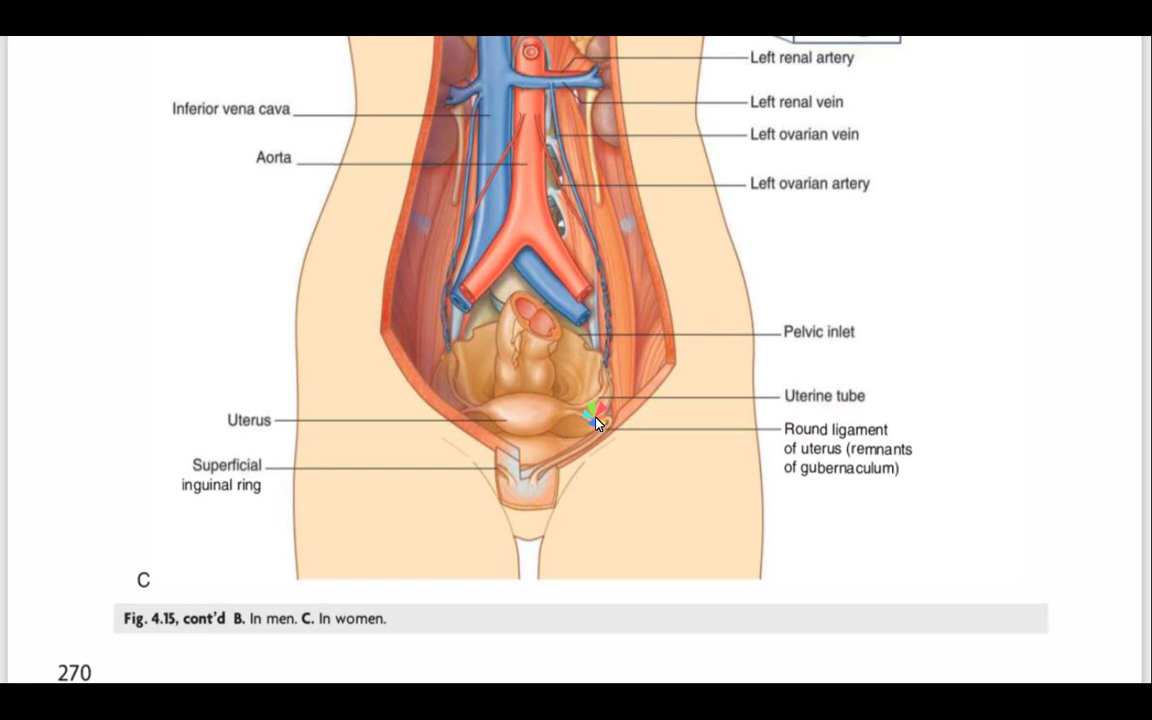 Left renal artery
Left renal vein
Inferior vena cava
Left ovarian vein
Aorta
Left ovarian artery
Pelvic inlet
Uterine tube
Uterus
Round ligament
of uterus (remnants
of gubernaculum)
Superficial
inguinal ring
C
Fig. 4.15, cont'd B. In men. C. In women.
270